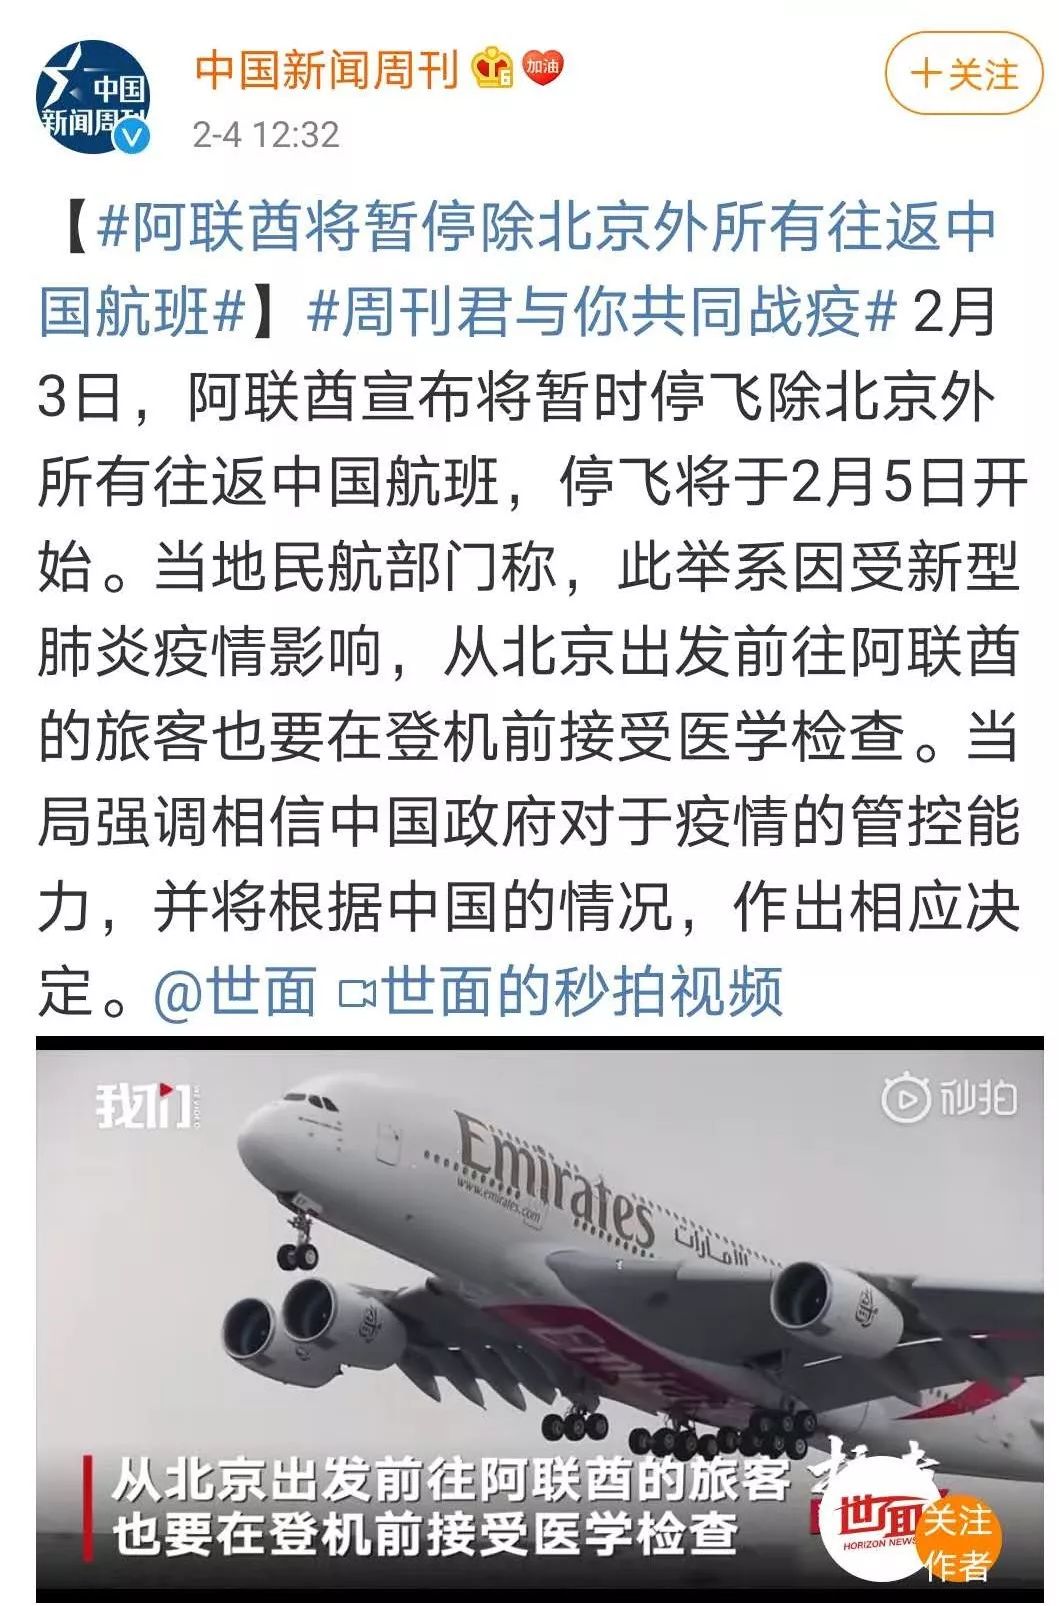 中国
新闻周刊
中国新闻周刊
加油
2-4 12:32
+关注
【#阿联酋将暂停除北京外所有往返中
国航班#】#周刊君与你共同战疫# 2月
3日，阿联酋宣布将暂时停飞除北京外
所有往返中国航班，停飞将于2月5日开
始。当地民航部门称，此举系因受新型
肺炎疫情影响，从北京出发前往阿联酋
的旅客也要在登机前接受医学检查。当
局强调相信中国政府对于疫情的管控能
力，并将根据中国的情况，作出相应决
定。@世面 世面的秒拍视频
我们
WE VIDEO
秒拍
Emirates
www.emirates.com
الإمارات
Emirates
从北京出发前往阿联酋的旅客
也要在登机前接受医学检查
世面
HORIZON NEWS
关注
作者